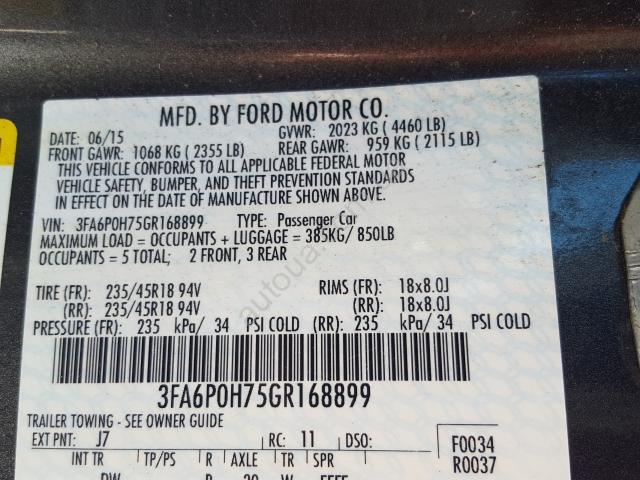 MFD. BY FORD MOTOR CO.
DATE: 06/15 GVWR: 2023 KG ( 4460 LB)
FRONT GAWR: 1068 KG ( 2355 LB) REAR GAWR: 959 KG ( 2115 LB)
THIS VEHICLE CONFORMS TO ALL APPLICABLE FEDERAL MOTOR
VEHICLE SAFETY, BUMPER, AND THEFT PREVENTION STANDARDS
IN EFFECT ON THE DATE OF MANUFACTURE SHOWN ABOVE.
VIN: 3FA6P0H75GR168899 TYPE: Passenger Car
MAXIMUM LOAD = OCCUPANTS + LUGGAGE = 385KG/ 850LB
OCCUPANTS = 5 TOTAL; 2 FRONT, 3 REAR
TIRE (FR): 235/45R18 94V RIMS (FR): 18x8.0J
(RR): 235/45R18 94V (RR): 18x8.0J
PRESSURE (FR): 235 kPa/ 34 PSI COLD (RR): 235 kPa/ 34 PSI COLD
3FA6P0H75GR168899
TRAILER TOWING - SEE OWNER GUIDE
EXT PNT: J7 RC: 11 DSO: F0034
INT TR TP/PS R AXLE TR SPR R0037